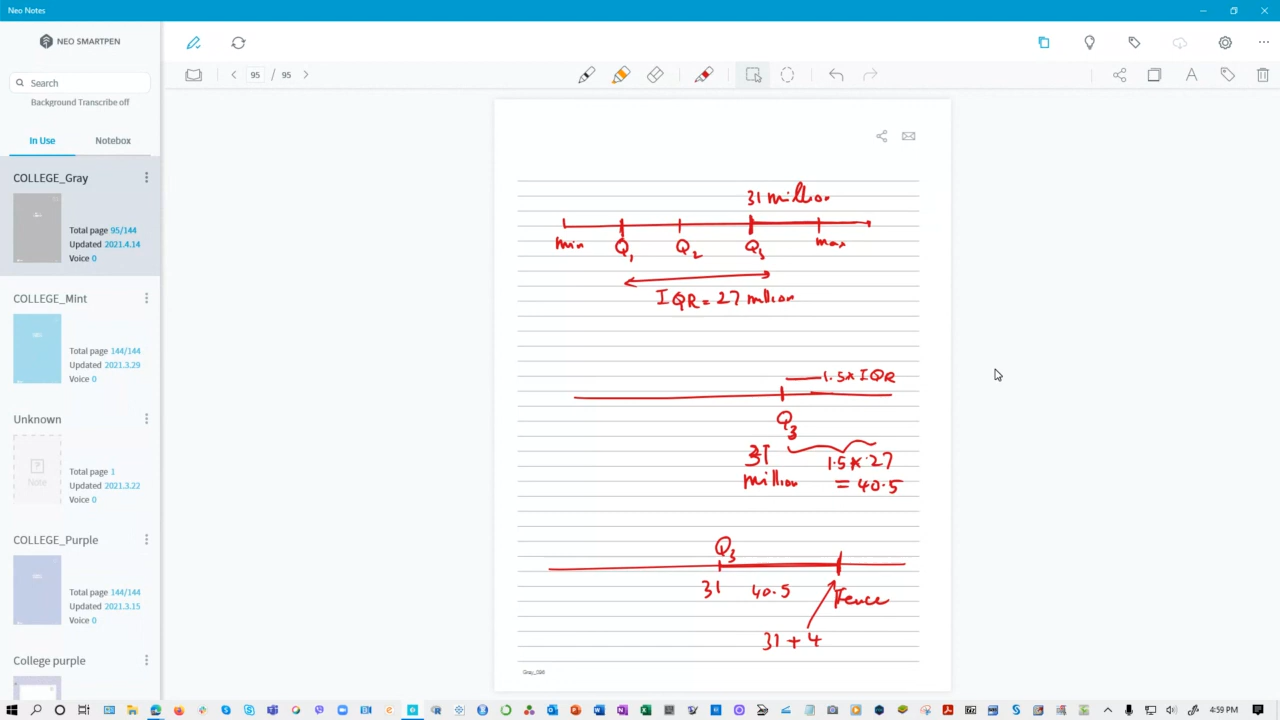 Neo Notes
NEO SMARTPEN
Search
Background Transcribe off
In Use Notebox
COLLEGE_Gray
Total page 95/144
Updated 2021.4.14
Voice 0
COLLEGE_Mint
Total page 144/144
Updated 2021.3.29
Voice 0
Unknown
Note
Total page 1
Updated 2021.3.22
Voice 0
COLLEGE_Purple
Total page 144/144
Updated 2021.3.15
Voice 0
College purple
95 / 95
31 million
min Q1 Q2 Q3 max
IQR = 27 million
1.5* IQR
Q3
31 1.5* 27
million = 40.5
Q3
31 40.5 Fence
31 + 4
4:59 PM